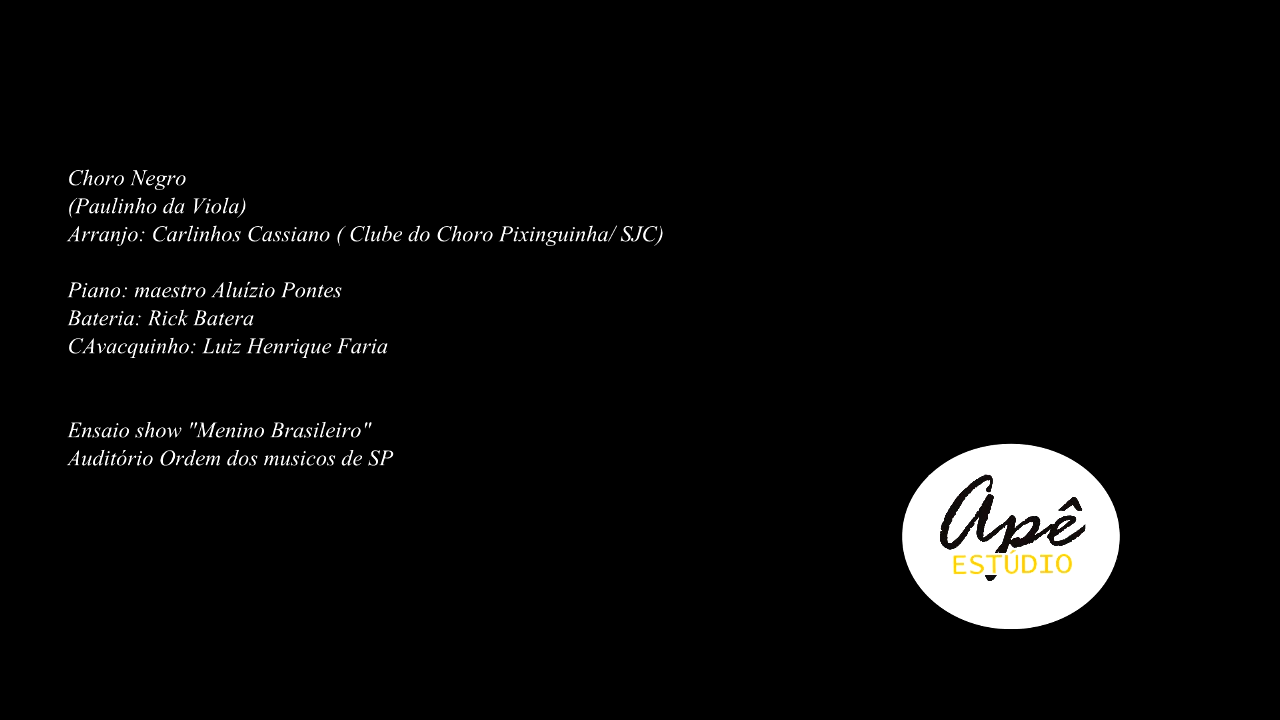 Choro Negro
(Paulinho da Viola)
Arranjo: Carlinhos Cassiano ( Clube do Choro Pixinguinha/ SJC)
Piano: maestro Aluízio Pontes
Bateria: Rick Batera
CAvacquinho: Luiz Henrique Faria
Ensaio show "Menino Brasileiro"
Auditório Ordem dos musicos de SP
Apê
ESTÚDIO